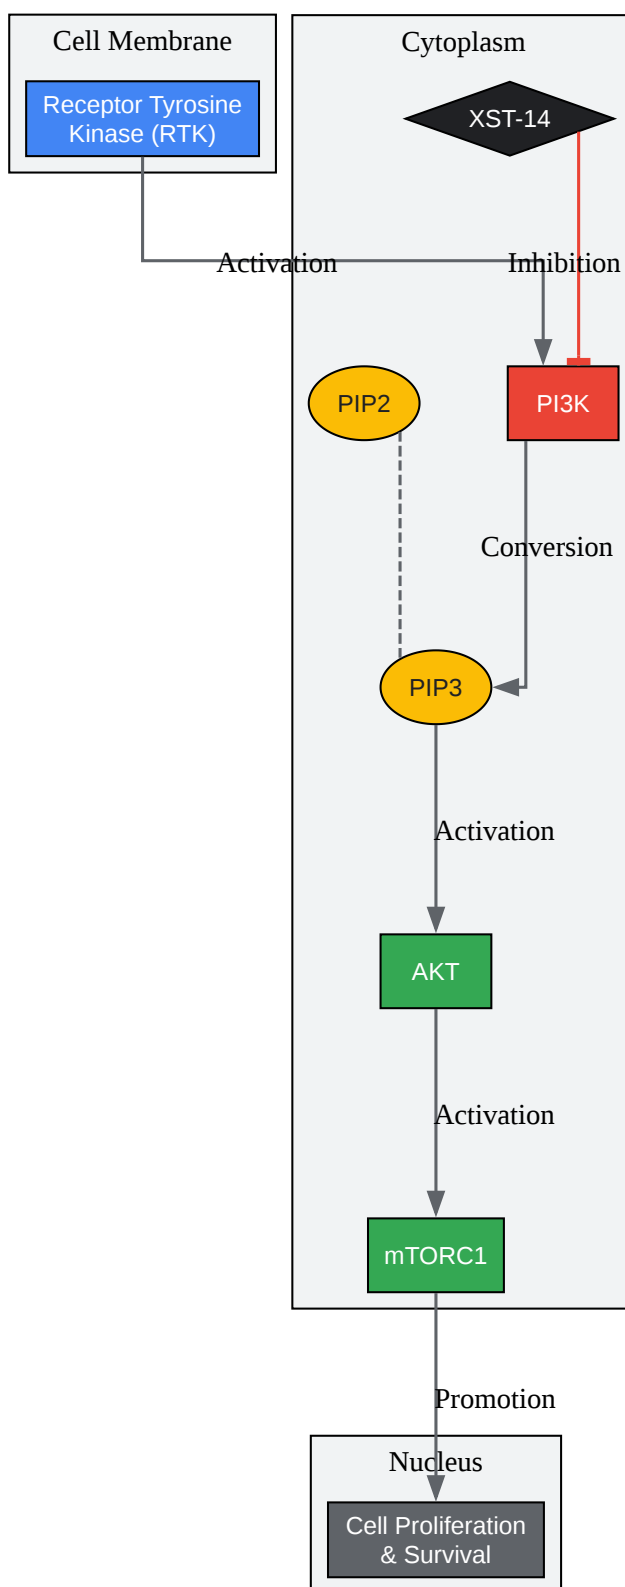 Cell Membrane
Cytoplasm
Receptor Tyrosine
Kinase (RTK)
XST-14
Activation
Inhibition
PIP2
PI3K
Conversion
PIP3
Activation
AKT
Activation
mTORC1
Promotion
Nucleus
Cell Proliferation
& Survival